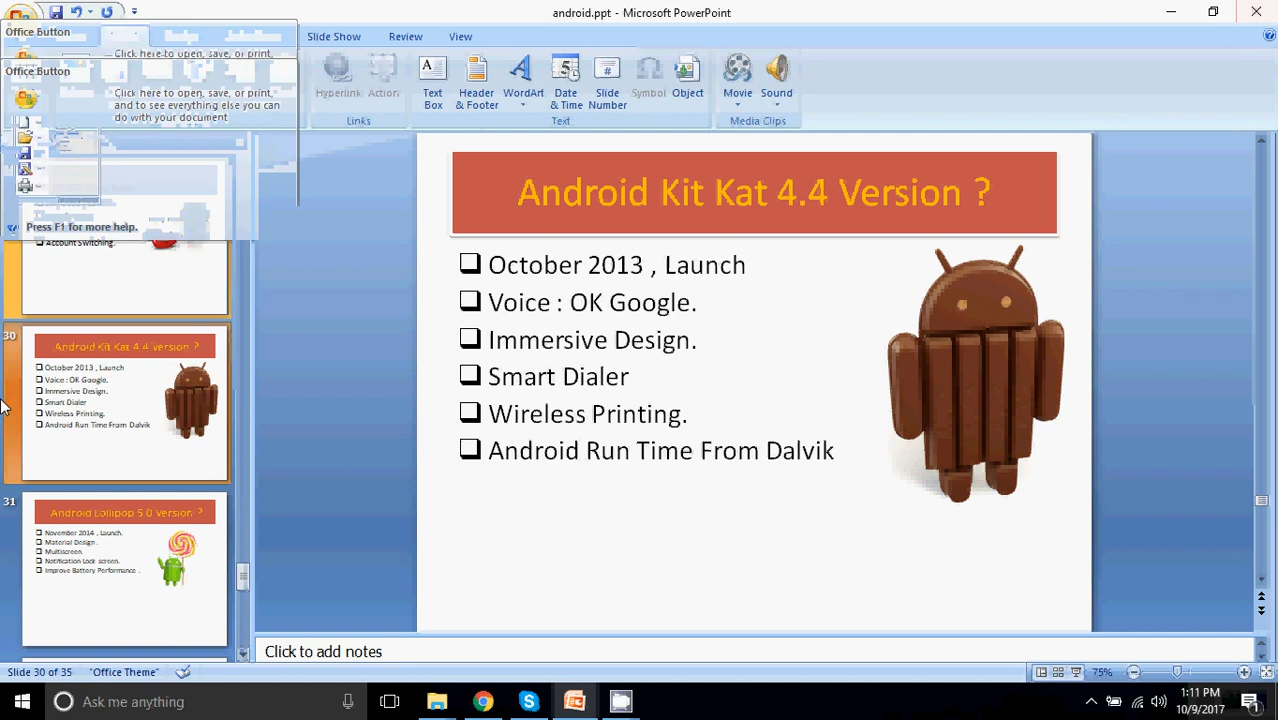 android.ppt - Microsoft PowerPoint
Office Button
Click here to open, save, or print,
Office Button
Click here to open, save, or print,
and to see everything else you can
do with your document
Press F1 for more help.
Slide Show Review View
Hyperlink Action
Links
Text Box
Header & Footer
WordArt
Date & Time
Slide Number
Symbol
Object
Text
Movie
Sound
Media Clips
Account Switching.
30
Android Kit Kat 4.4 Version ?
October 2013 , Launch
Voice : OK Google.
Immersive Design.
Smart Dialer
Wireless Printing.
Android Run Time From Dalvik
31
Android Lollipop 5.0 Version ?
November 2014 , Launch.
Material Design.
Multiscreen.
Notification Lock screen.
Improve Battery Performance .
Android Kit Kat 4.4 Version ?
October 2013 , Launch
Voice : OK Google.
Immersive Design.
Smart Dialer
Wireless Printing.
Android Run Time From Dalvik
Click to add notes
Slide 30 of 35 "Office Theme" 75%
Ask me anything
1:11 PM
10/9/2017